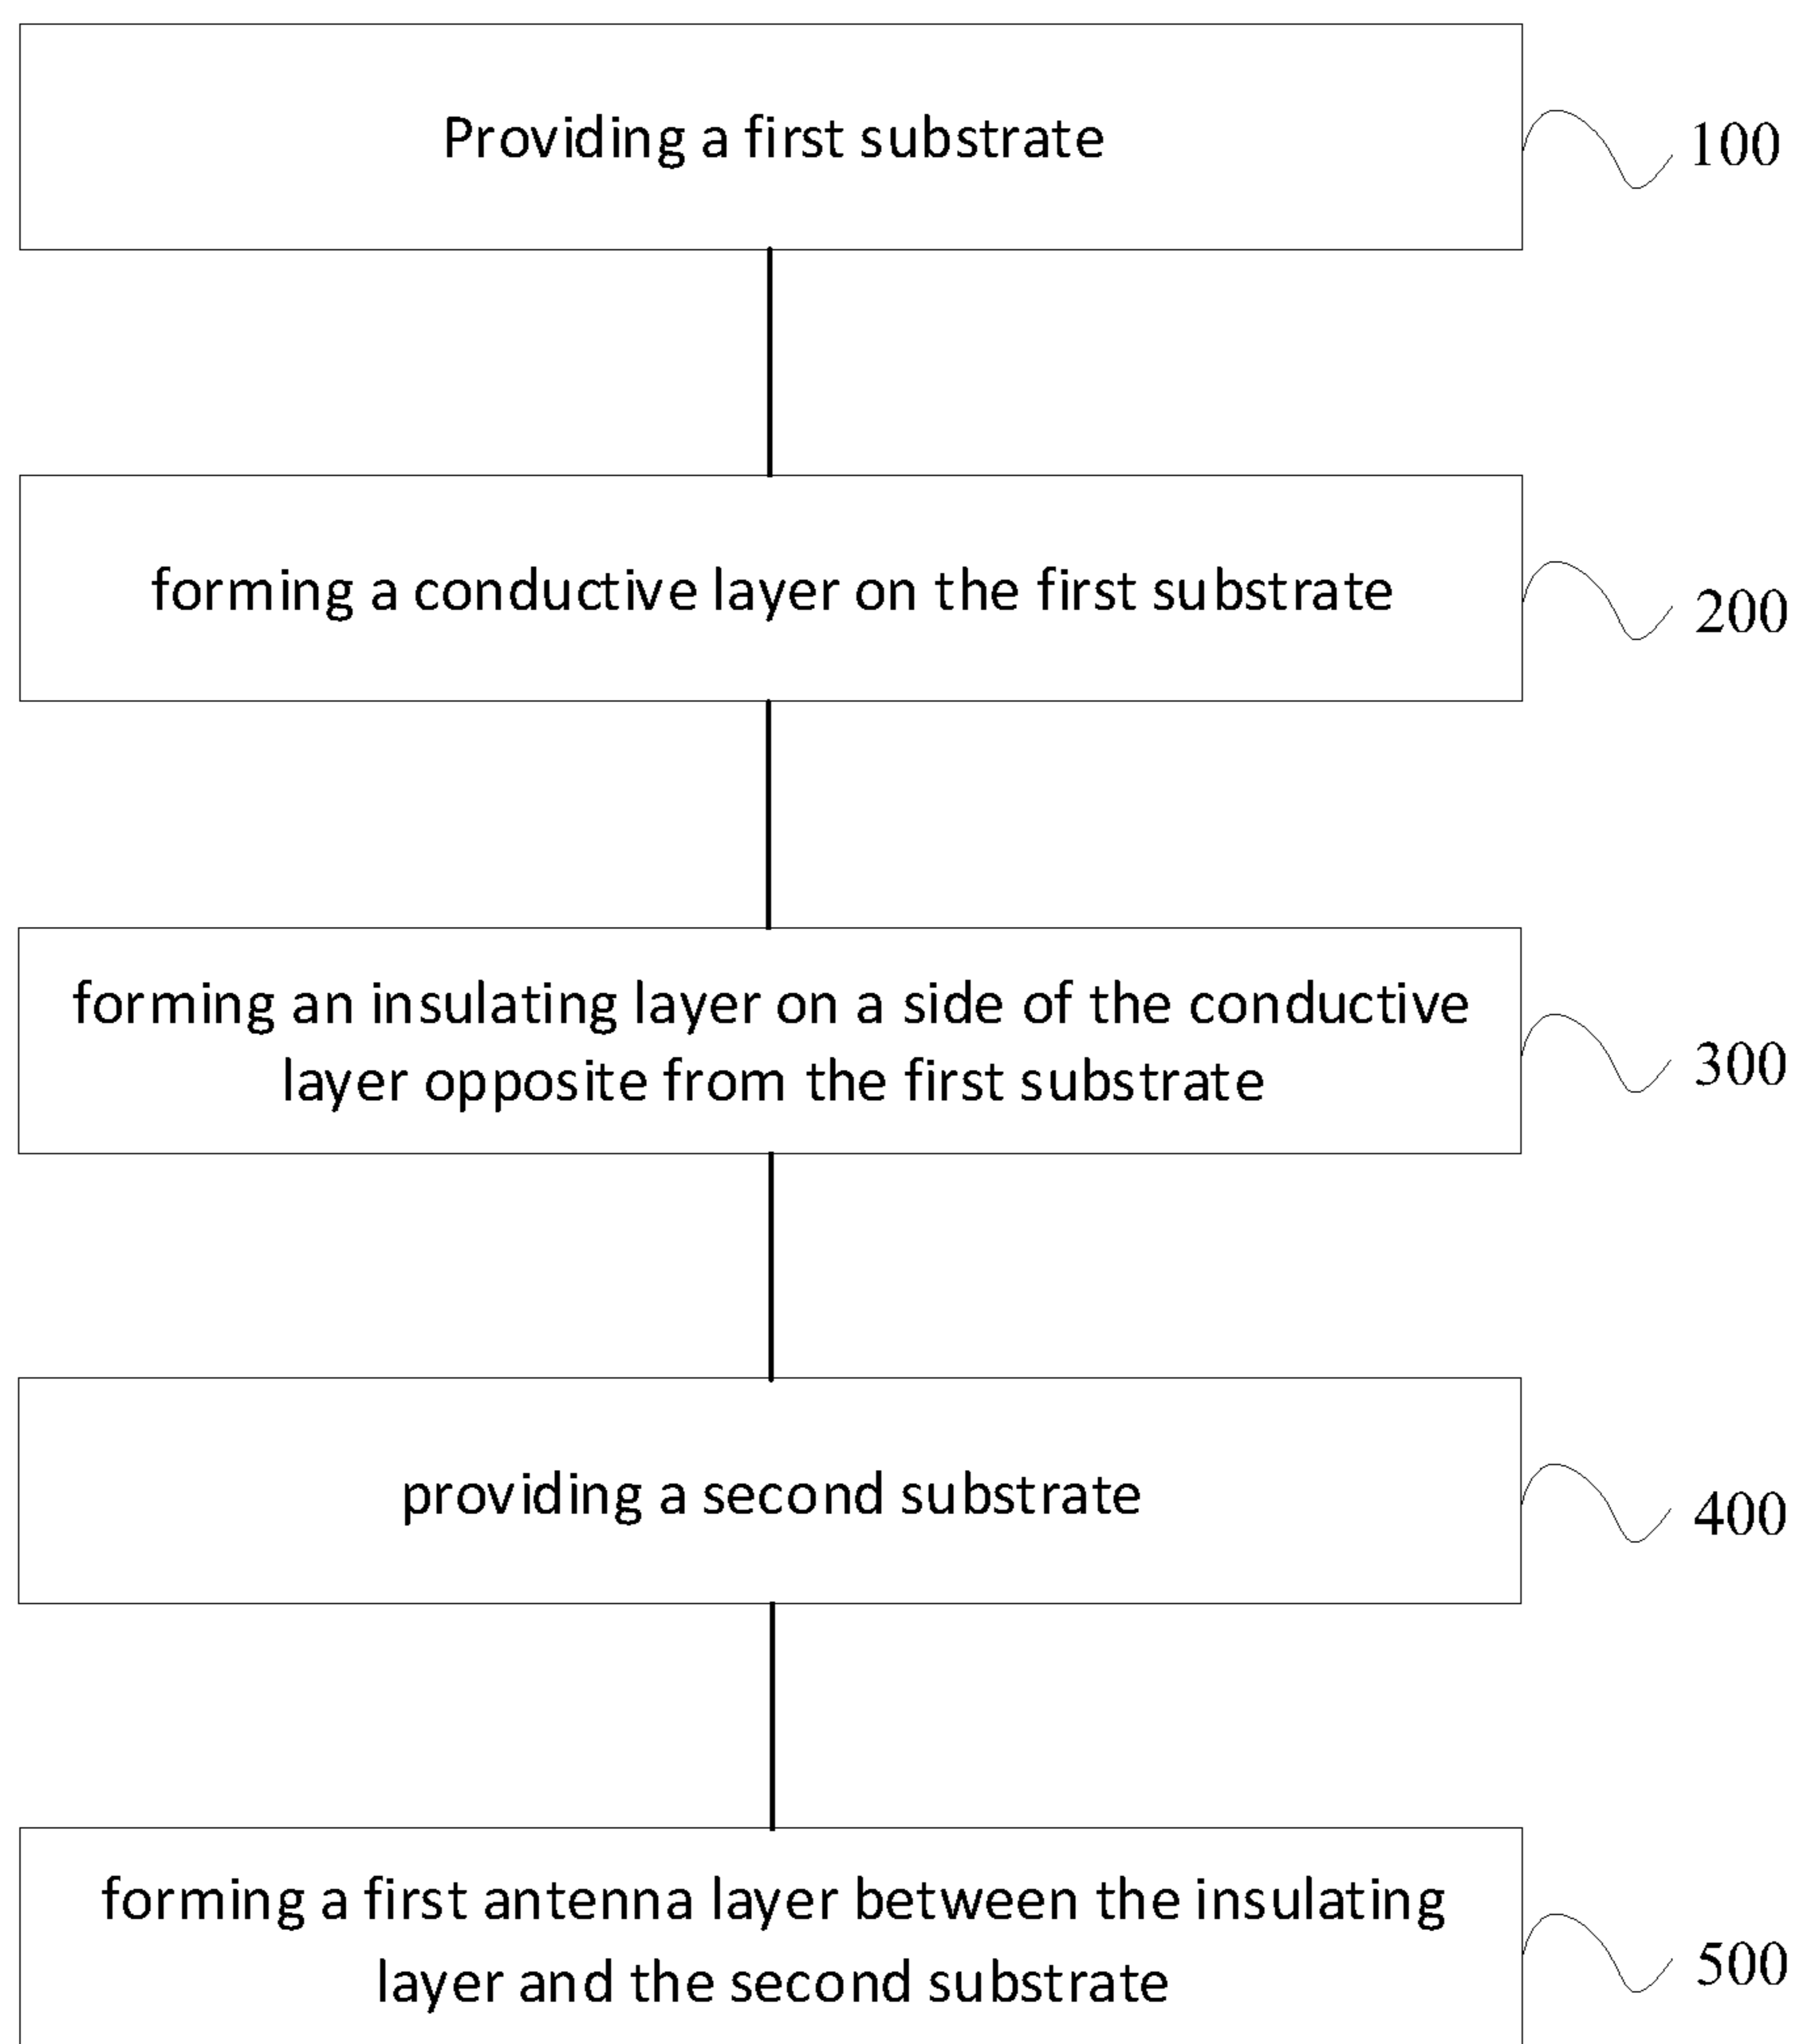 Providing a first substrate
100
forming a conductive layer on the first substrate
200
forming an insulating layer on a side of the conductive
layer opposite from the first substrate
300
providing a second substrate
400
forming a first antenna layer between the insulating
layer and the second substrate
500